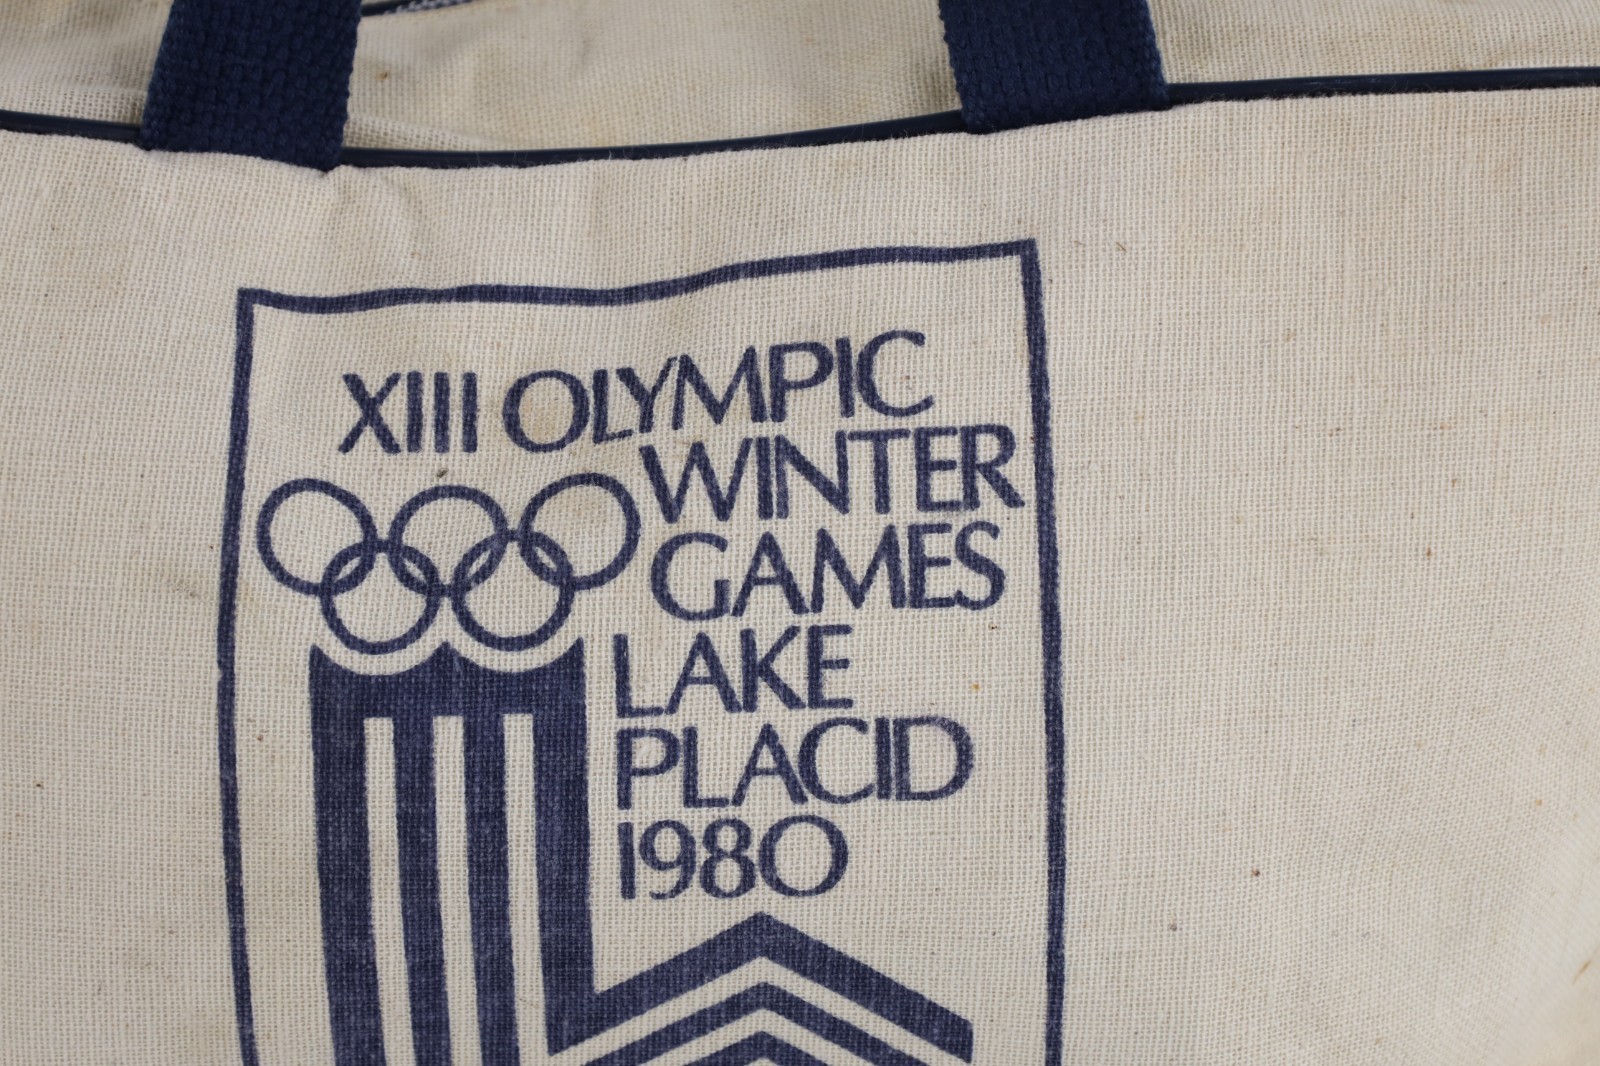 XIII OLYMPIC
WINTER
GAMES
LAKE
PLACID
1980